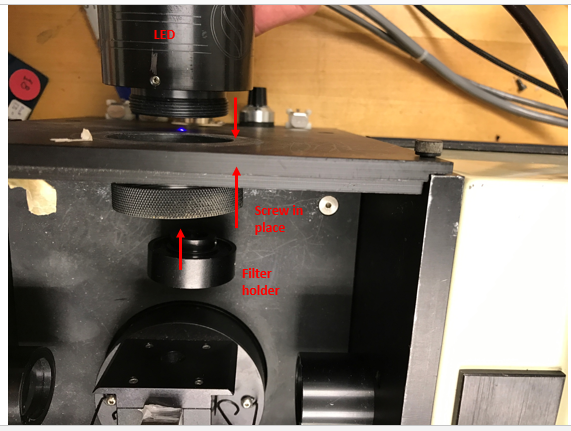 LED
Screw in
place
Filter
holder